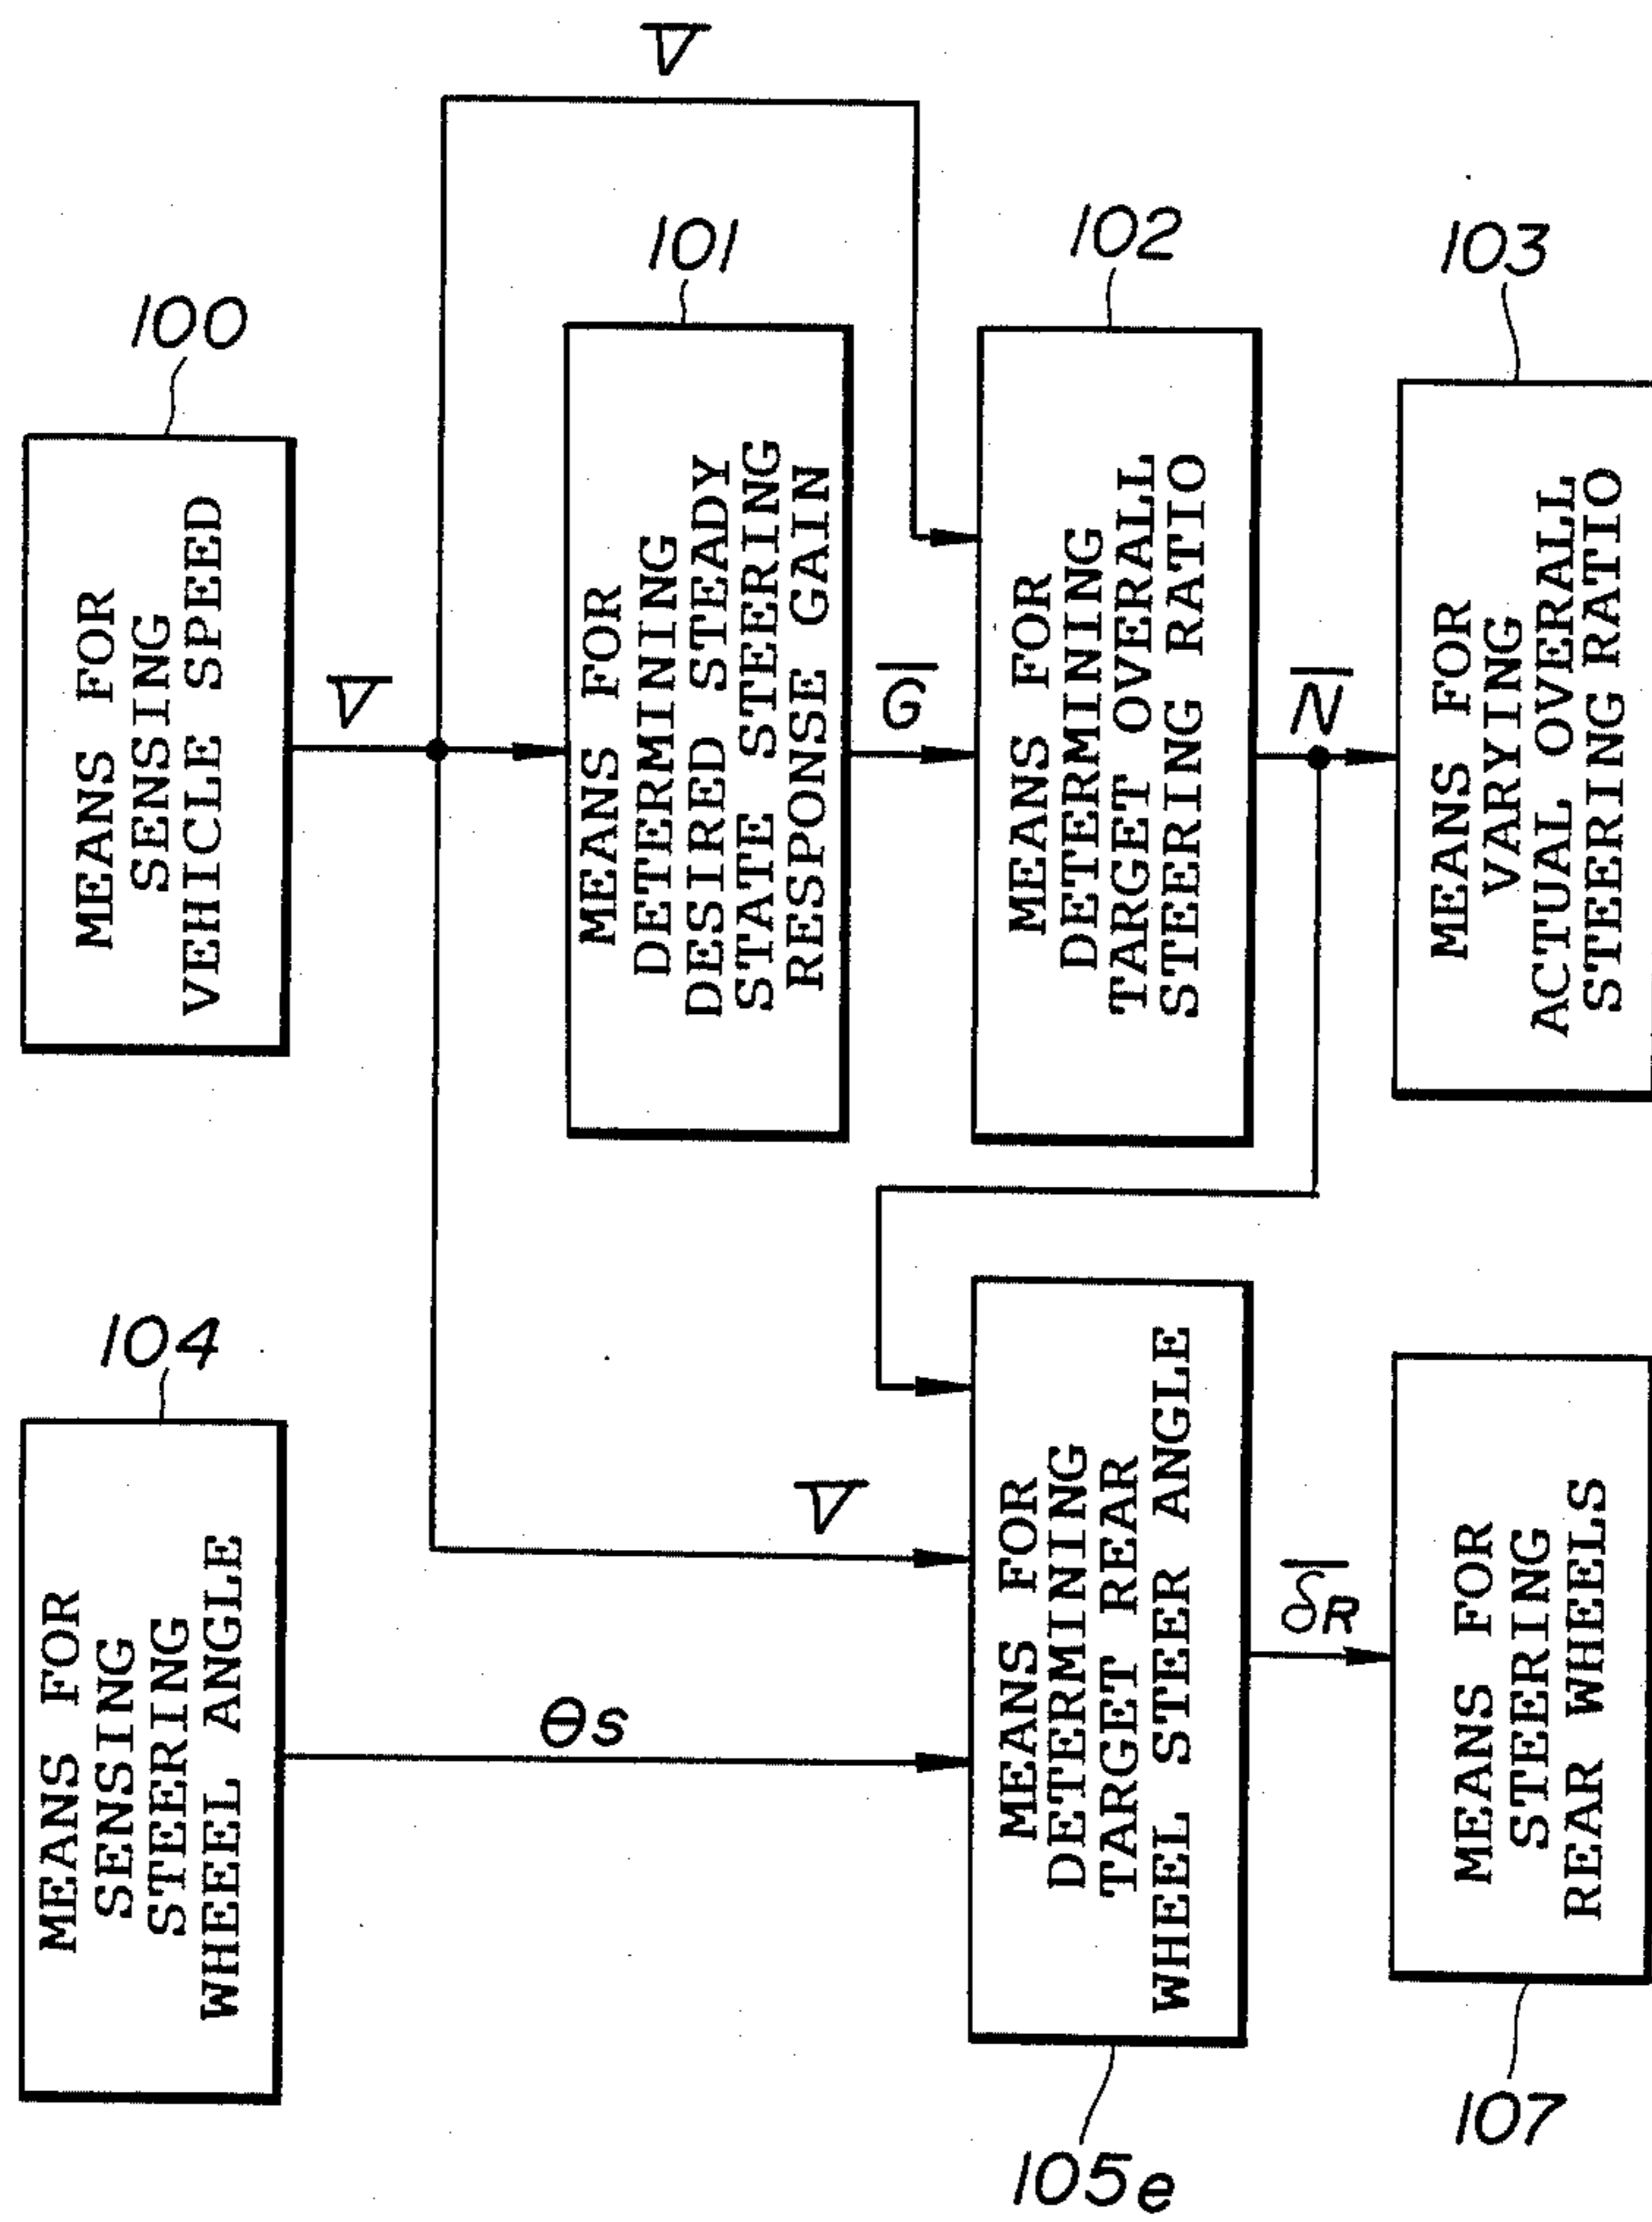 V
101
102
103
100
MEANS FOR
SENSING
VEHICLE SPEED
V
MEANS FOR
DETERMINING
DESIRED STEADY
STATE STEERING
RESPONSE GAIN
G̅
MEANS FOR
DETERMINING
TARGET OVERALL
STEERING RATIO
N̅
MEANS FOR
VARYING
ACTUAL OVERALL
STEERING RATIO
104
MEANS FOR
SENSING
STEERING
WHEEL ANGLE
θs
V
MEANS FOR
DETERMINING
TARGET REAR
WHEEL STEER ANGLE
δ̅R
MEANS FOR
STEERING
REAR WHEELS
105e
107